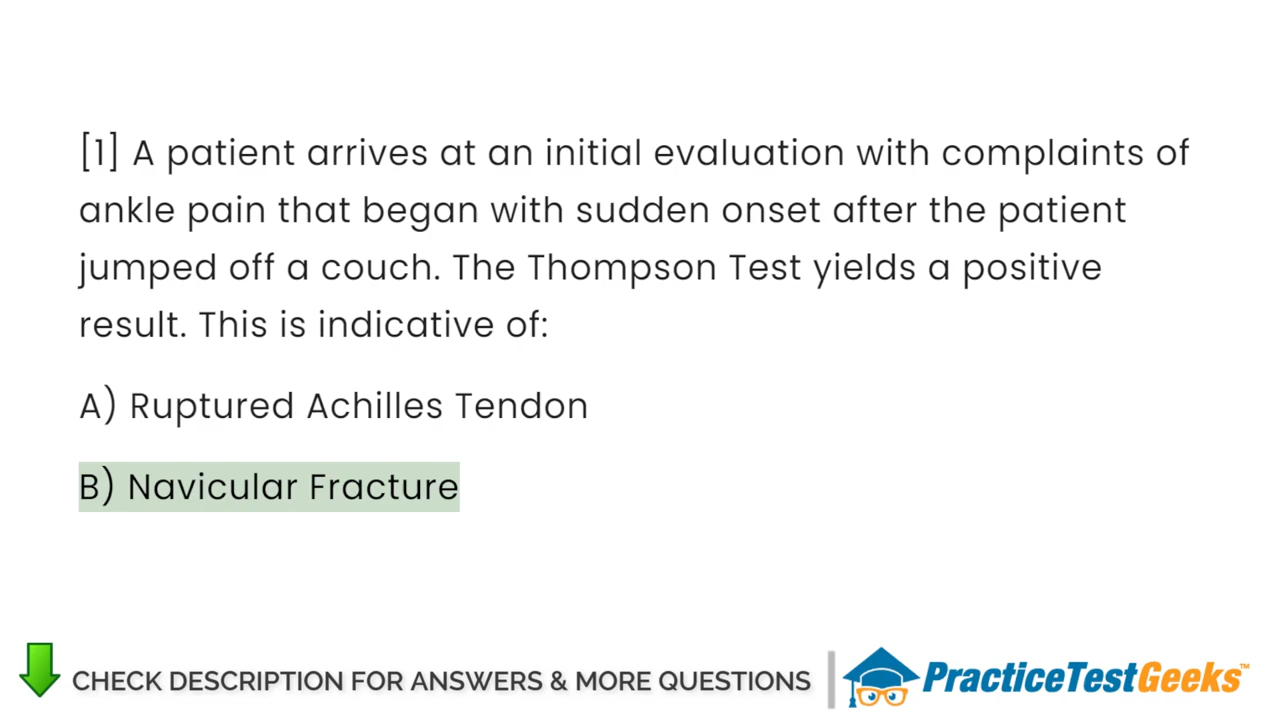 [1] A patient arrives at an initial evaluation with complaints of
ankle pain that began with sudden onset after the patient
jumped off a couch. The Thompson Test yields a positive
result. This is indicative of:
A) Ruptured Achilles Tendon
B) Navicular Fracture
CHECK DESCRIPTION FOR ANSWERS & MORE QUESTIONS
PracticeTestGeeks™